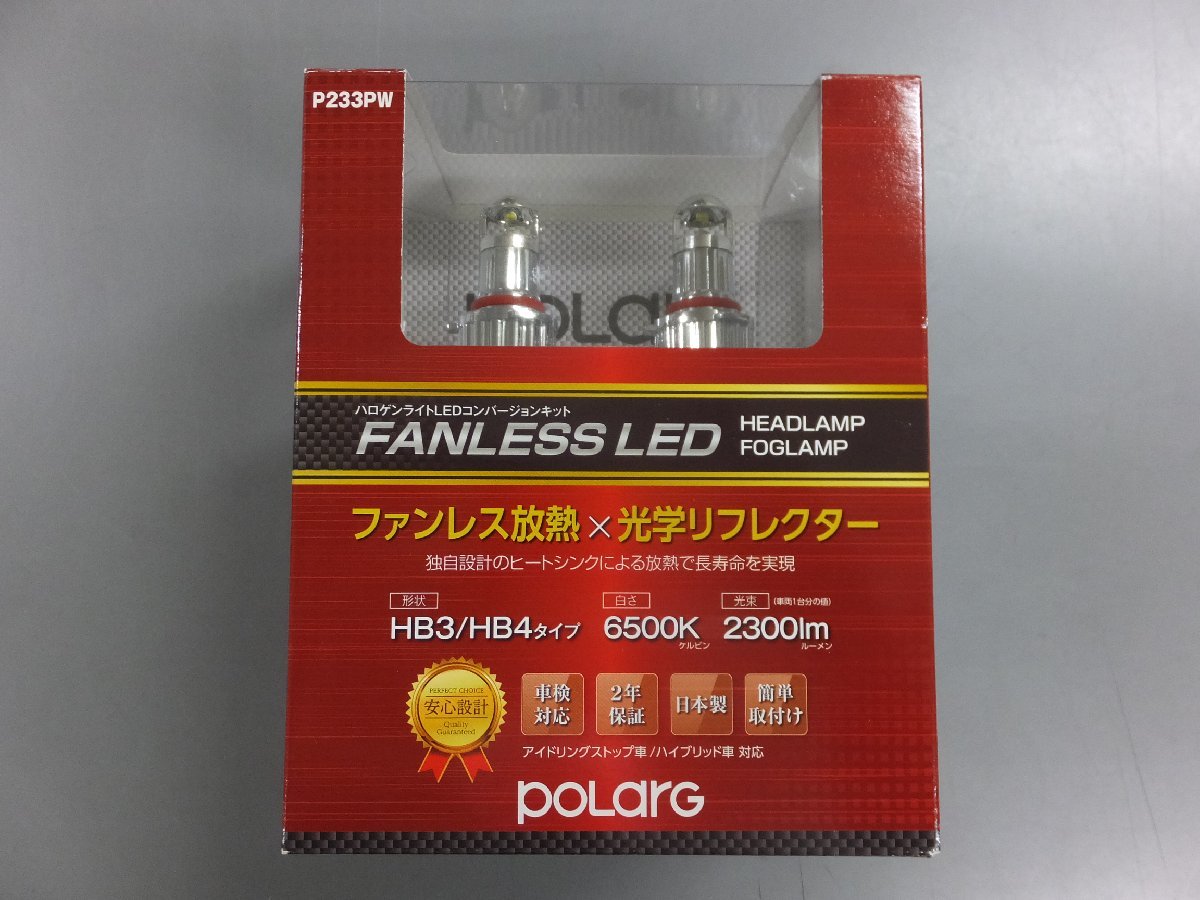 P233PW
POLarG
ハロゲンライトLEDコンバージョンキット
FANLESS LED
HEADLAMP
FOGLAMP
ファンレス放熱×光学リフレクター
独自設計のヒートシンクによる放熱で長寿命を実現
形状
HB3/HB4タイプ
白さ
6500K
ケルビン
光束 (車両1台分の値)
2300lm
ルーメン
PERFECT CHOICE
安心設計
Quality
Guaranteed
車検
対応
2年
保証
日本製
簡単
取付け
アイドリングストップ車/ハイブリッド車 対応
POLarG